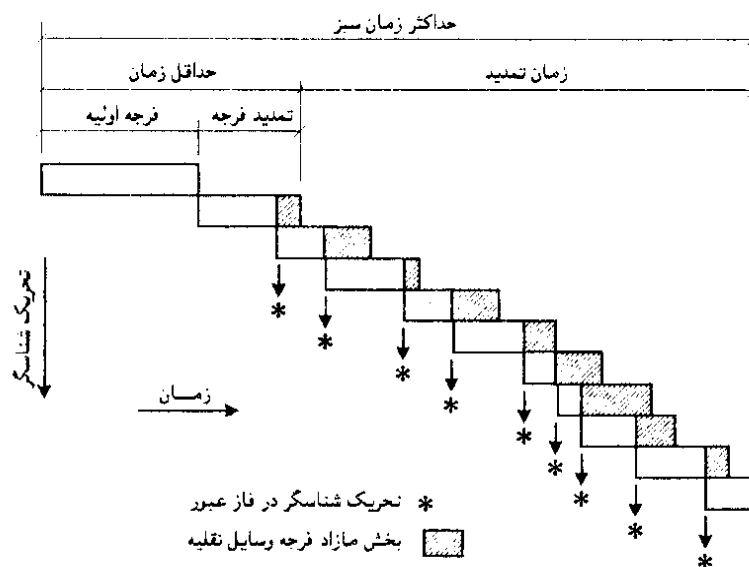 حداکثر زمان سبز
حداقل زمان
زمان تمدید
فرجه اولیه
تمدید فرجه
تحریک شناسگر
زمــان
* تحریک شناسگر در فاز عبور
بخش مازاد فرجه وسایل نقلیه